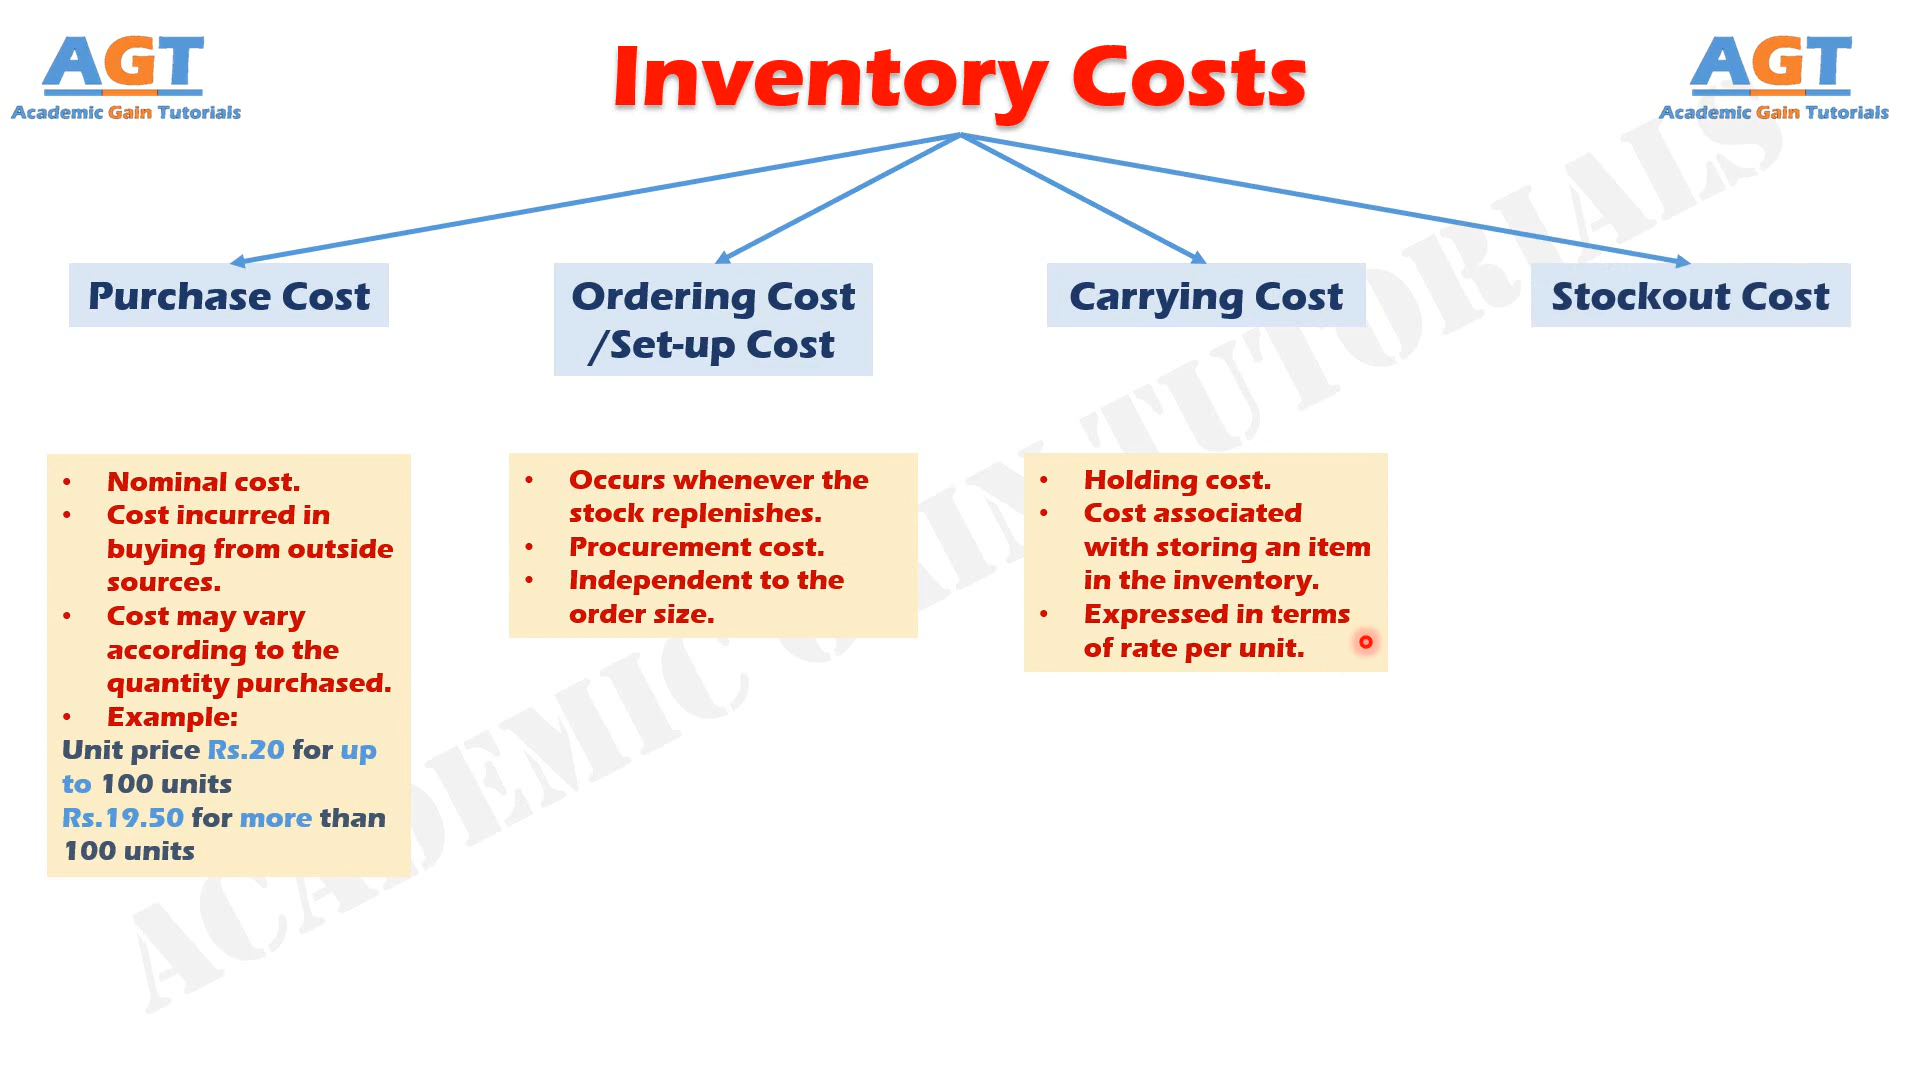 AGT
Academic Gain Tutorials
Inventory Costs
AGT
Academic Gain Tutorials
Purchase Cost
Ordering Cost
/Set-up Cost
Carrying Cost
Stockout Cost
• Nominal cost.
• Cost incurred in
buying from outside
sources.
• Cost may vary
according to the
quantity purchased.
• Example:
Unit price Rs.20 for up
to 100 units
Rs.19.50 for more than
100 units
• Occurs whenever the
stock replenishes.
• Procurement cost.
• Independent to the
order size.
• Holding cost.
• Cost associated
with storing an item
in the inventory.
• Expressed in terms
of rate per unit.
ACADEMIC GAIN TUTORIALS